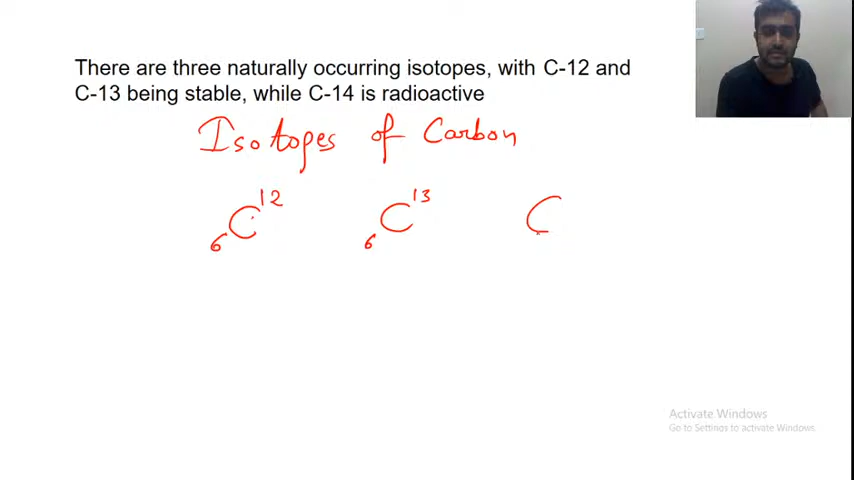 There are three naturally occurring isotopes, with C-12 and
C-13 being stable, while C-14 is radioactive
Isotopes of Carbon
₆C¹² ₆C¹³ C
Activate Windows
Go to Settings to activate Windows.